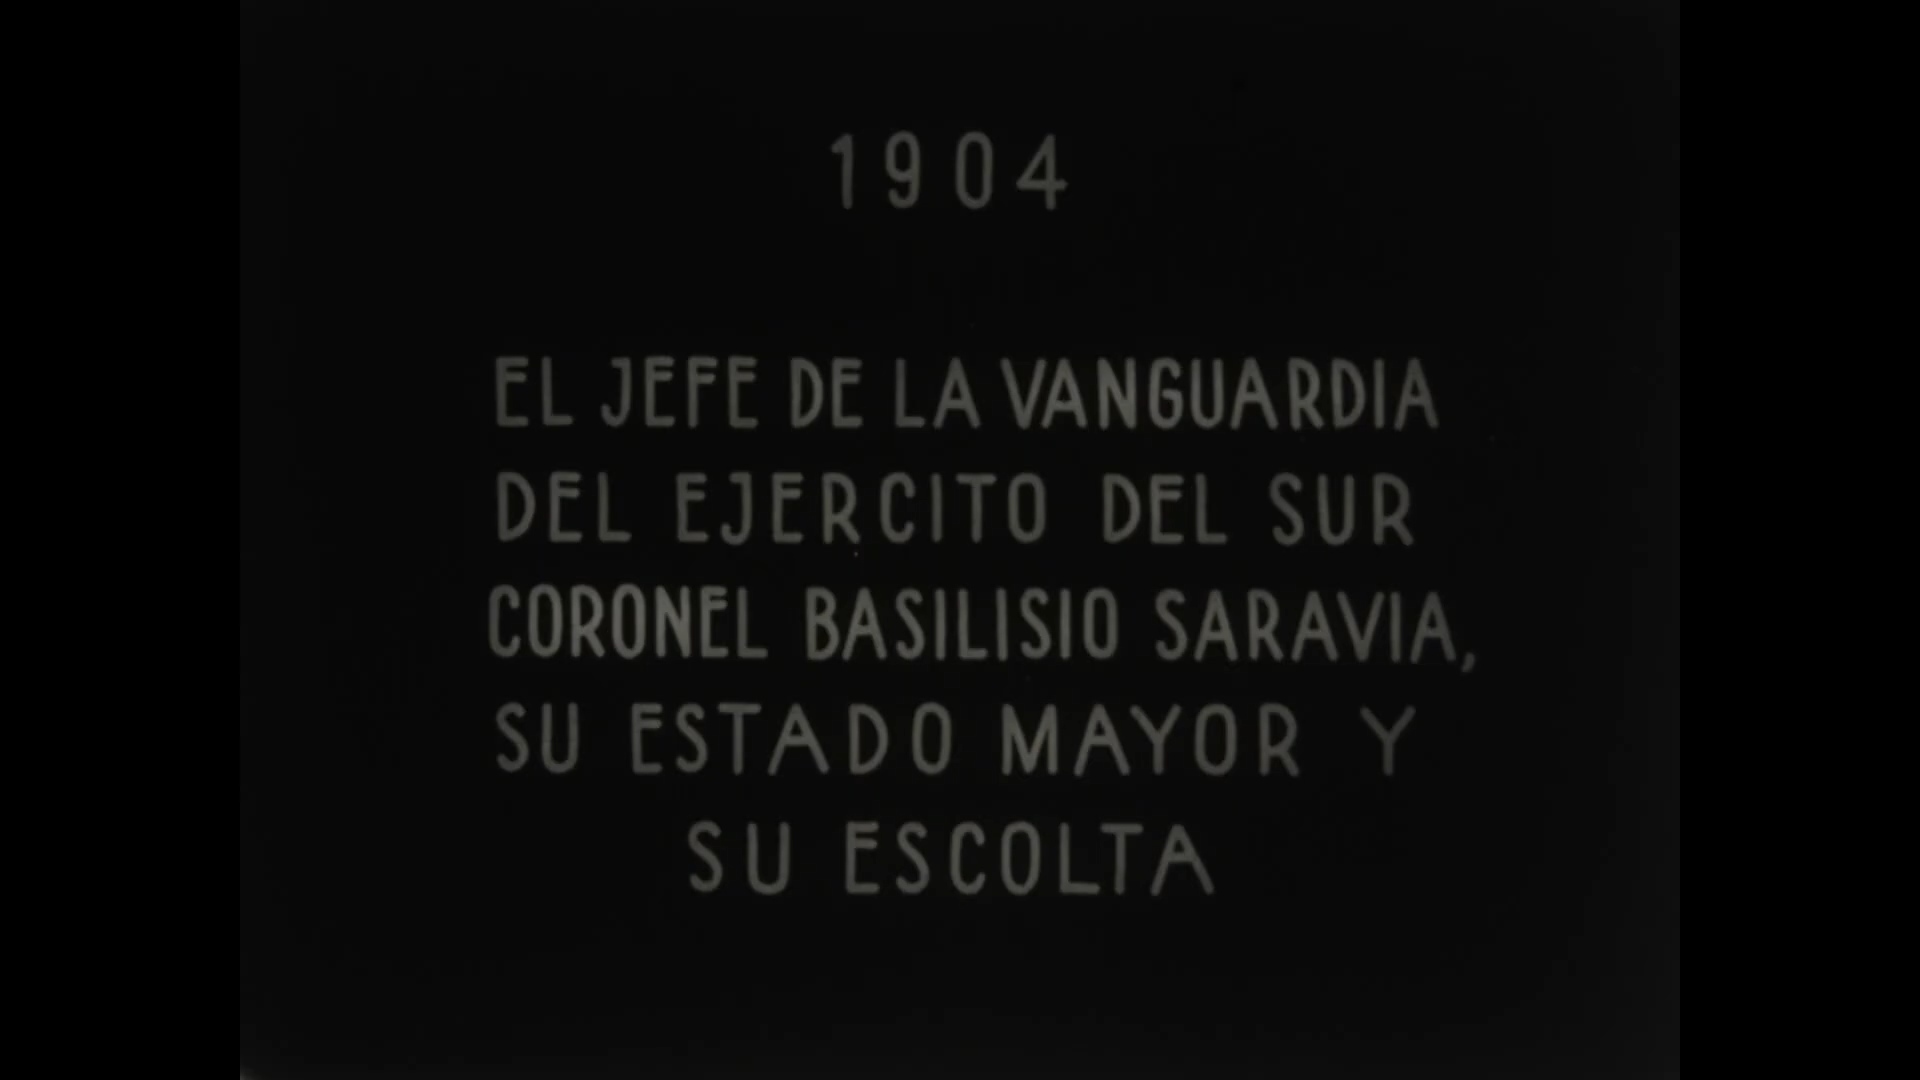 1904
EL JEFE DE LA VANGUARDIA
DEL EJERCITO DEL SUR
CORONEL BASILISIO SARAVIA,
SU ESTADO MAYOR Y
SU ESCOLTA